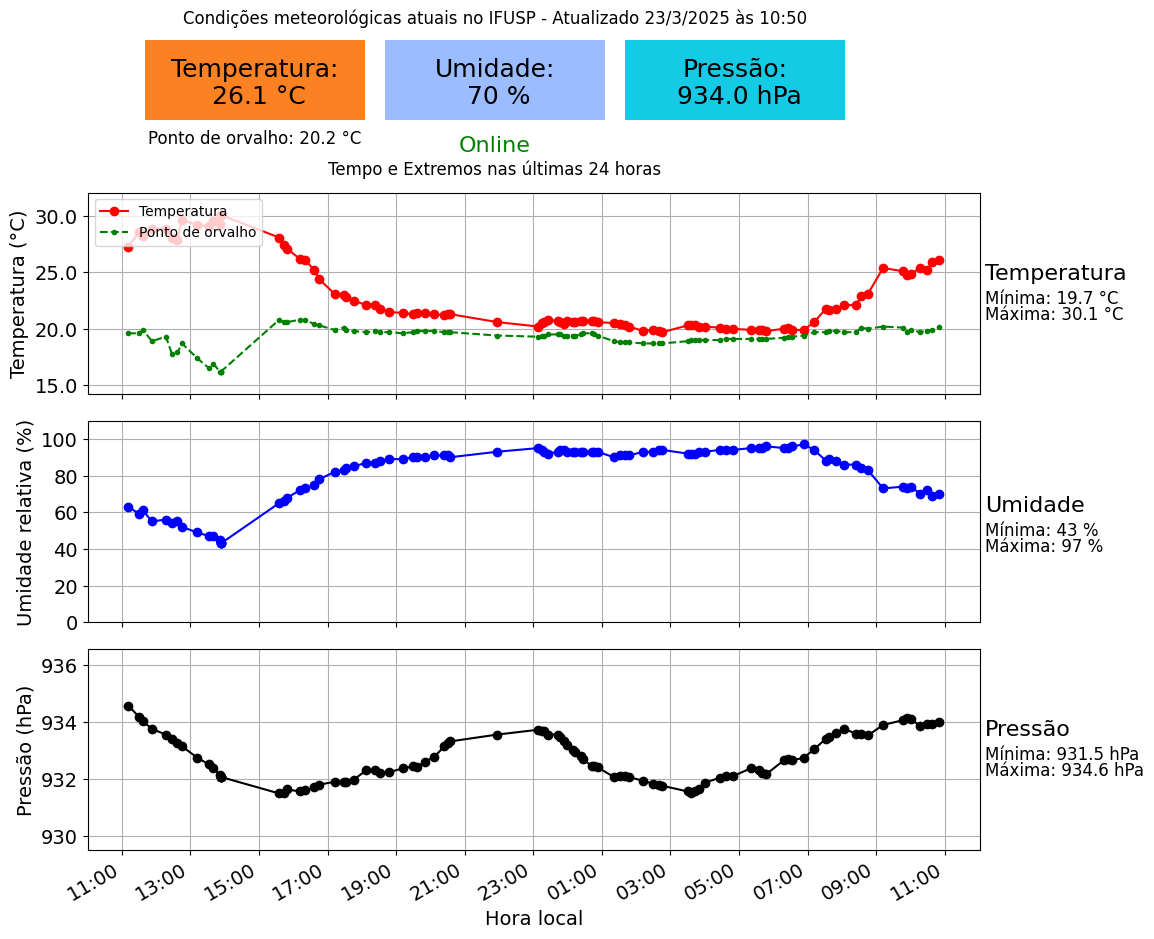 Condições meteorológicas atuais no IFUSP - Atualizado 23/3/2025 às 10:50
Temperatura:
26.1 °C
Umidade:
70 %
Pressão:
934.0 hPa
Ponto de orvalho: 20.2 °C
Online
Tempo e Extremos nas últimas 24 horas
Temperatura (°C)
30.0
25.0
20.0
15.0
Temperatura
Ponto de orvalho
Temperatura
Mínima: 19.7 °C
Máxima: 30.1 °C
Umidade relativa (%)
100
80
60
40
20
0
Umidade
Mínima: 43 %
Máxima: 97 %
Pressão (hPa)
936
934
932
930
Pressão
Mínima: 931.5 hPa
Máxima: 934.6 hPa
11:00 13:00 15:00 17:00 19:00 21:00 23:00 01:00 03:00 05:00 07:00 09:00 11:00
Hora local